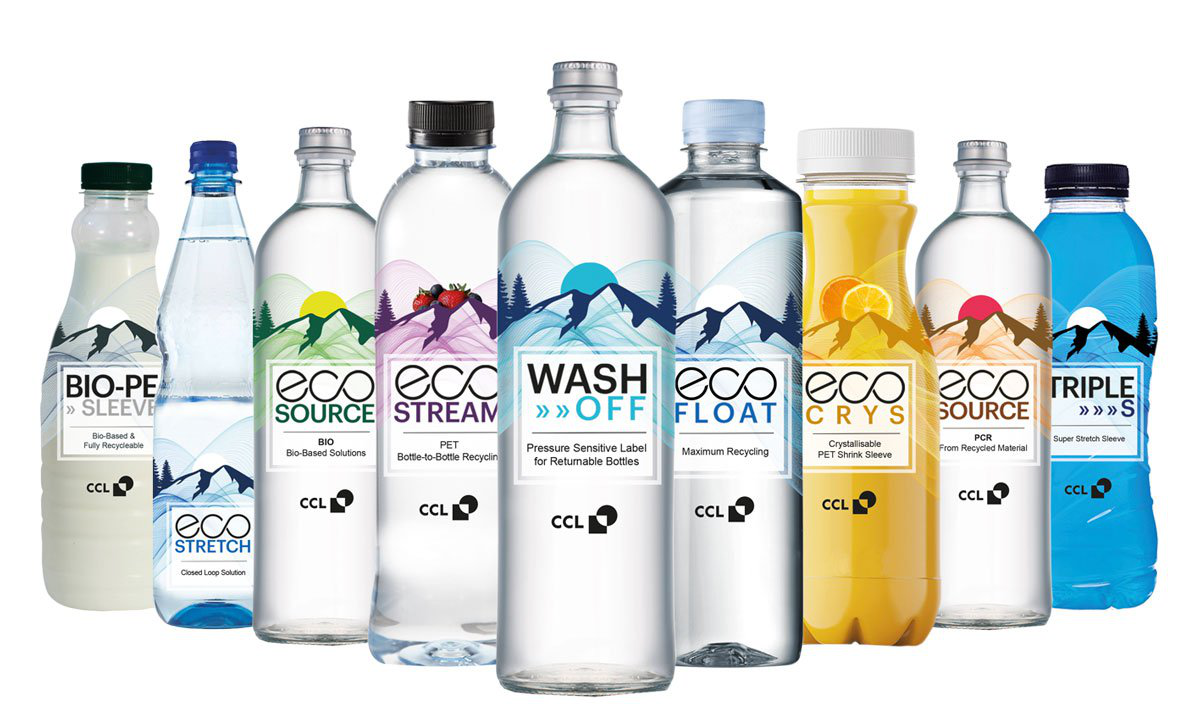 BIO-PE
» SLEEVE
Bio-Based &
Fully Recycleable
CCL
eco
STRETCH
Closed Loop Solution
eco
SOURCE
BIO
Bio-Based Solutions
CCL
eco
STREAM
PET
Bottle-to-Bottle Recyclin
CCL
WASH
»»OFF
Pressure Sensitive Label
for Returnable Bottles
CCL
eco
FLOAT
Maximum Recycling
CCL
eco
CRYS
Crystallisable
PET Shrink Sleeve
CCL
eco
SOURCE
PCR
From Recycled Material
CCL
TRIPLE
»»»S
Super Stretch Sleeve
CCL